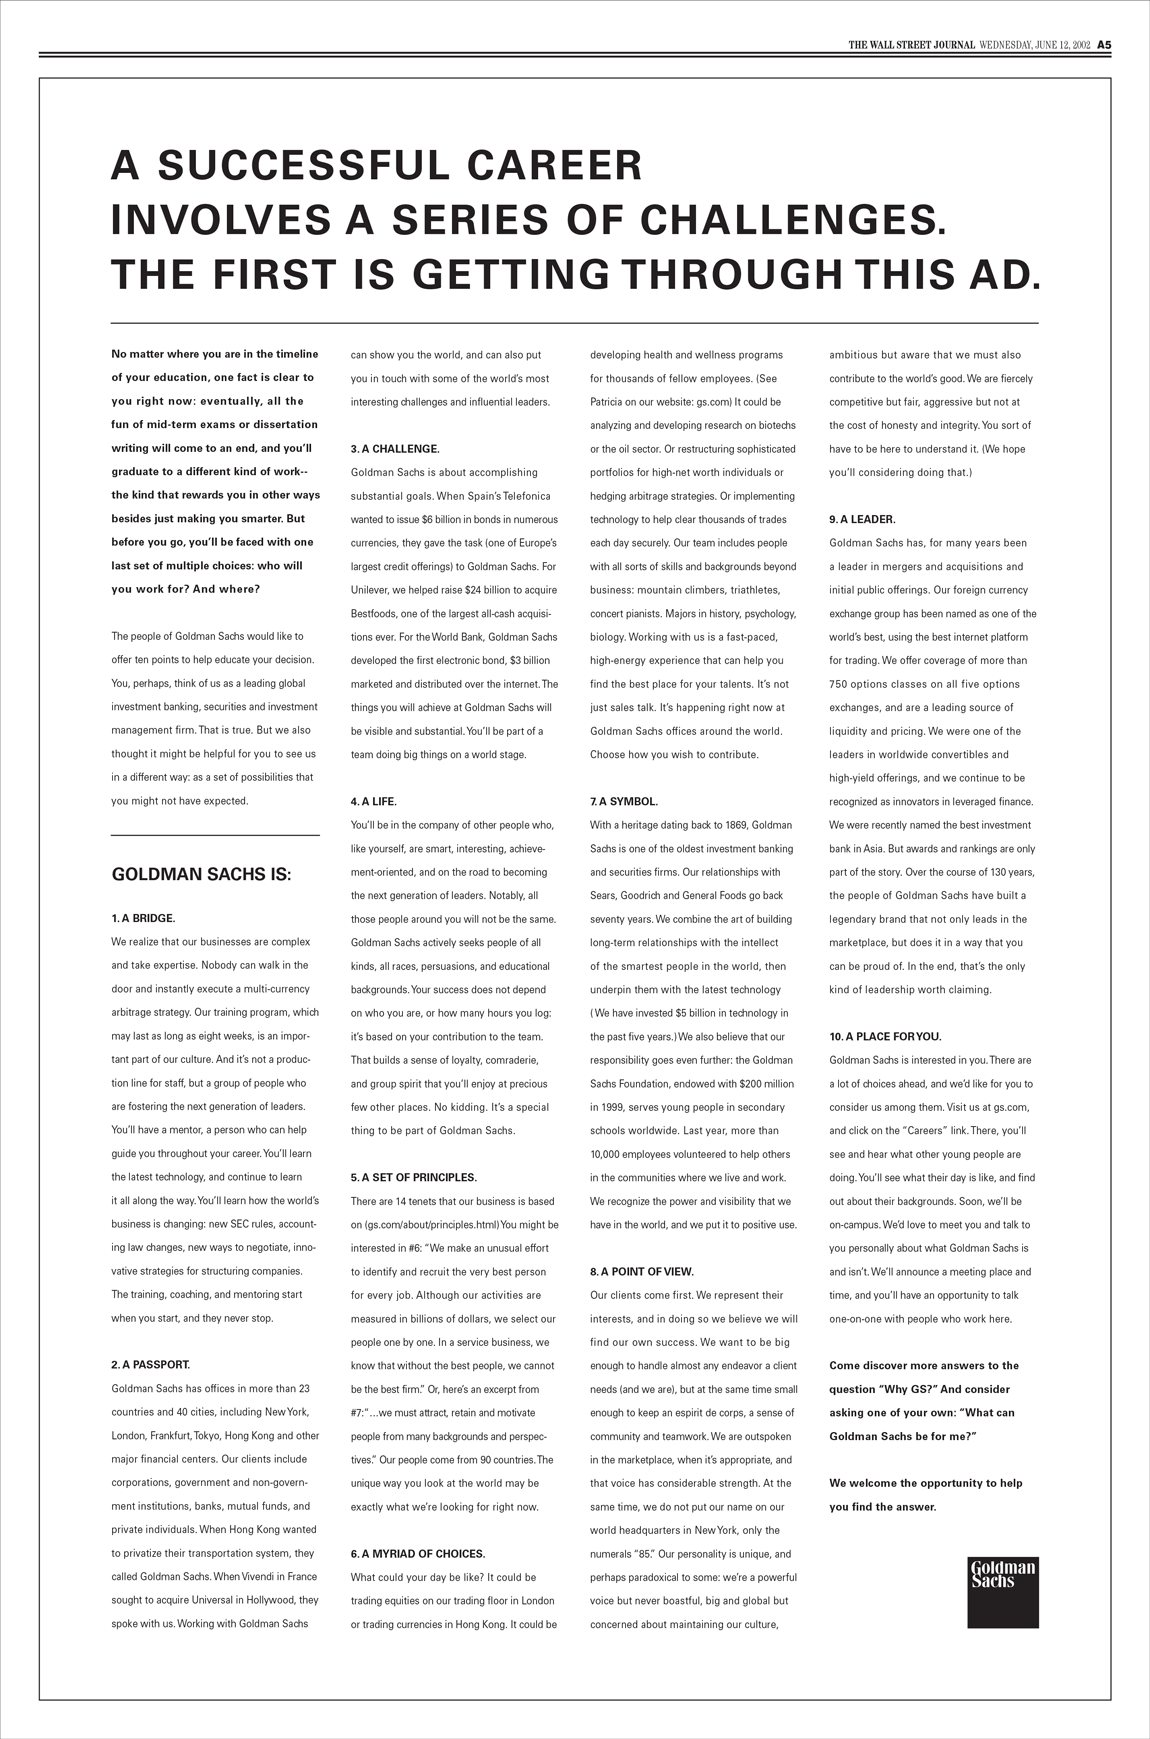 THE WALL STREET JOURNAL WEDNESDAY, JUNE 12, 2002 A5
A SUCCESSFUL CAREER
INVOLVES A SERIES OF CHALLENGES.
THE FIRST IS GETTING THROUGH THIS AD.
No matter where you are in the timeline
of your education, one fact is clear to
you right now: eventually, all the
fun of mid-term exams or dissertation
writing will come to an end, and you'll
graduate to a different kind of work--
the kind that rewards you in other ways
besides just making you smarter. But
before you go, you'll be faced with one
last set of multiple choices: who will
you work for? And where?
The people of Goldman Sachs would like to
offer ten points to help educate your decision.
You, perhaps, think of us as a leading global
investment banking, securities and investment
management firm. That is true. But we also
thought it might be helpful for you to see us
in a different way: as a set of possibilities that
you might not have expected.
GOLDMAN SACHS IS:
1. A BRIDGE.
We realize that our businesses are complex
and take expertise. Nobody can walk in the
door and instantly execute a multi-currency
arbitrage strategy. Our training program, which
may last as long as eight weeks, is an impor-
tant part of our culture. And it's not a produc-
tion line for staff, but a group of people who
are fostering the next generation of leaders.
You'll have a mentor, a person who can help
guide you throughout your career. You'll learn
the latest technology, and continue to learn
it all along the way. You'll learn how the world's
business is changing: new SEC rules, account-
ing law changes, new ways to negotiate, inno-
vative strategies for structuring companies.
The training, coaching, and mentoring start
when you start, and they never stop.
2. A PASSPORT.
Goldman Sachs has offices in more than 23
countries and 40 cities, including New York,
London, Frankfurt, Tokyo, Hong Kong and other
major financial centers. Our clients include
corporations, government and non-govern-
ment institutions, banks, mutual funds, and
private individuals. When Hong Kong wanted
to privatize their transportation system, they
called Goldman Sachs. When Vivendi in France
sought to acquire Universal in Hollywood, they
spoke with us. Working with Goldman Sachs
can show you the world, and can also put
you in touch with some of the world's most
interesting challenges and influential leaders.
3. A CHALLENGE.
Goldman Sachs is about accomplishing
substantial goals. When Spain's Telefonica
wanted to issue $6 billion in bonds in numerous
currencies, they gave the task (one of Europe's
largest credit offerings) to Goldman Sachs. For
Unilever, we helped raise $24 billion to acquire
Bestfoods, one of the largest all-cash acquisi-
tions ever. For the World Bank, Goldman Sachs
developed the first electronic bond, $3 billion
marketed and distributed over the internet. The
things you will achieve at Goldman Sachs will
be visible and substantial. You'll be part of a
team doing big things on a world stage.
4. A LIFE.
You'll be in the company of other people who,
like yourself, are smart, interesting, achieve-
ment-oriented, and on the road to becoming
the next generation of leaders. Notably, all
those people around you will not be the same.
Goldman Sachs actively seeks people of all
kinds, all races, persuasions, and educational
backgrounds. Your success does not depend
on who you are, or how many hours you log:
it's based on your contribution to the team.
That builds a sense of loyalty, comraderie,
and group spirit that you'll enjoy at precious
few other places. No kidding. It's a special
thing to be part of Goldman Sachs.
5. A SET OF PRINCIPLES.
There are 14 tenets that our business is based
on (gs.com/about/principles.html) You might be
interested in #6: "We make an unusual effort
to identify and recruit the very best person
for every job. Although our activities are
measured in billions of dollars, we select our
people one by one. In a service business, we
know that without the best people, we cannot
be the best firm." Or, here's an excerpt from
#7:"...we must attract, retain and motivate
people from many backgrounds and perspec-
tives." Our people come from 90 countries. The
unique way you look at the world may be
exactly what we're looking for right now.
6. A MYRIAD OF CHOICES.
What could your day be like? It could be
trading equities on our trading floor in London
or trading currencies in Hong Kong. It could be
developing health and wellness programs
for thousands of fellow employees. (See
Patricia on our website: gs.com) It could be
analyzing and developing research on biotechs
or the oil sector. Or restructuring sophisticated
portfolios for high-net worth individuals or
hedging arbitrage strategies. Or implementing
technology to help clear thousands of trades
each day securely. Our team includes people
with all sorts of skills and backgrounds beyond
business: mountain climbers, triathletes,
concert pianists. Majors in history, psychology,
biology. Working with us is a fast-paced,
high-energy experience that can help you
find the best place for your talents. It's not
just sales talk. It's happening right now at
Goldman Sachs offices around the world.
Choose how you wish to contribute.
7. A SYMBOL.
With a heritage dating back to 1869, Goldman
Sachs is one of the oldest investment banking
and securities firms. Our relationships with
Sears, Goodrich and General Foods go back
seventy years. We combine the art of building
long-term relationships with the intellect
of the smartest people in the world, then
underpin them with the latest technology
( We have invested $5 billion in technology in
the past five years.) We also believe that our
responsibility goes even further: the Goldman
Sachs Foundation, endowed with $200 million
in 1999, serves young people in secondary
schools worldwide. Last year, more than
10,000 employees volunteered to help others
in the communities where we live and work.
We recognize the power and visibility that we
have in the world, and we put it to positive use.
8. A POINT OF VIEW.
Our clients come first. We represent their
interests, and in doing so we believe we will
find our own success. We want to be big
enough to handle almost any endeavor a client
needs (and we are), but at the same time small
enough to keep an espirit de corps, a sense of
community and teamwork. We are outspoken
in the marketplace, when it's appropriate, and
that voice has considerable strength. At the
same time, we do not put our name on our
world headquarters in New York, only the
numerals "85." Our personality is unique, and
perhaps paradoxical to some: we're a powerful
voice but never boastful, big and global but
concerned about maintaining our culture,
ambitious but aware that we must also
contribute to the world's good. We are fiercely
competitive but fair, aggressive but not at
the cost of honesty and integrity. You sort of
have to be here to understand it. (We hope
you'll considering doing that.)
9. A LEADER.
Goldman Sachs has, for many years been
a leader in mergers and acquisitions and
initial public offerings. Our foreign currency
exchange group has been named as one of the
world's best, using the best internet platform
for trading. We offer coverage of more than
750 options classes on all five options
exchanges, and are a leading source of
liquidity and pricing. We were one of the
leaders in worldwide convertibles and
high-yield offerings, and we continue to be
recognized as innovators in leveraged finance.
We were recently named the best investment
bank in Asia. But awards and rankings are only
part of the story. Over the course of 130 years,
the people of Goldman Sachs have built a
legendary brand that not only leads in the
marketplace, but does it in a way that you
can be proud of. In the end, that's the only
kind of leadership worth claiming.
10. A PLACE FOR YOU.
Goldman Sachs is interested in you. There are
a lot of choices ahead, and we'd like for you to
consider us among them. Visit us at gs.com,
and click on the "Careers" link. There, you'll
see and hear what other young people are
doing. You'll see what their day is like, and find
out about their backgrounds. Soon, we'll be
on-campus. We'd love to meet you and talk to
you personally about what Goldman Sachs is
and isn't. We'll announce a meeting place and
time, and you'll have an opportunity to talk
one-on-one with people who work here.
Come discover more answers to the
question "Why GS?" And consider
asking one of your own: "What can
Goldman Sachs be for me?"
We welcome the opportunity to help
you find the answer.
Goldman
Sachs